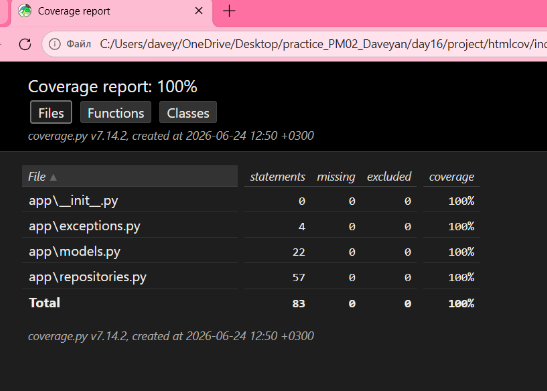 Coverage report
Файл C:/Users/davey/OneDrive/Desktop/practice_PM02_Daveyan/day16/project/htmlcov/in
Coverage report: 100%
Files Functions Classes
coverage.py v7.14.2, created at 2026-06-24 12:50 +0300
File statements missing excluded coverage
app\__init__.py 0 0 0 100%
app\exceptions.py 4 0 0 100%
app\models.py 22 0 0 100%
app\repositories.py 57 0 0 100%
Total 83 0 0 100%
coverage.py v7.14.2, created at 2026-06-24 12:50 +0300